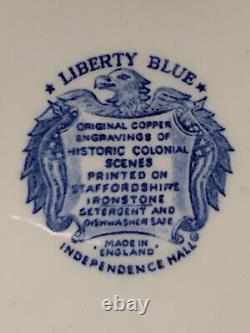 LIBERTY BLUE
ORIGINAL COPPER
ENGRAVINGS OF
HISTORIC COLONIAL
SCENES
PRINTED ON
STAFFORDSHIRE
IRONSTONE
DETERGENT AND
DISHWASHER SAFE
MADE IN
ENGLAND
INDEPENDENCE HALL